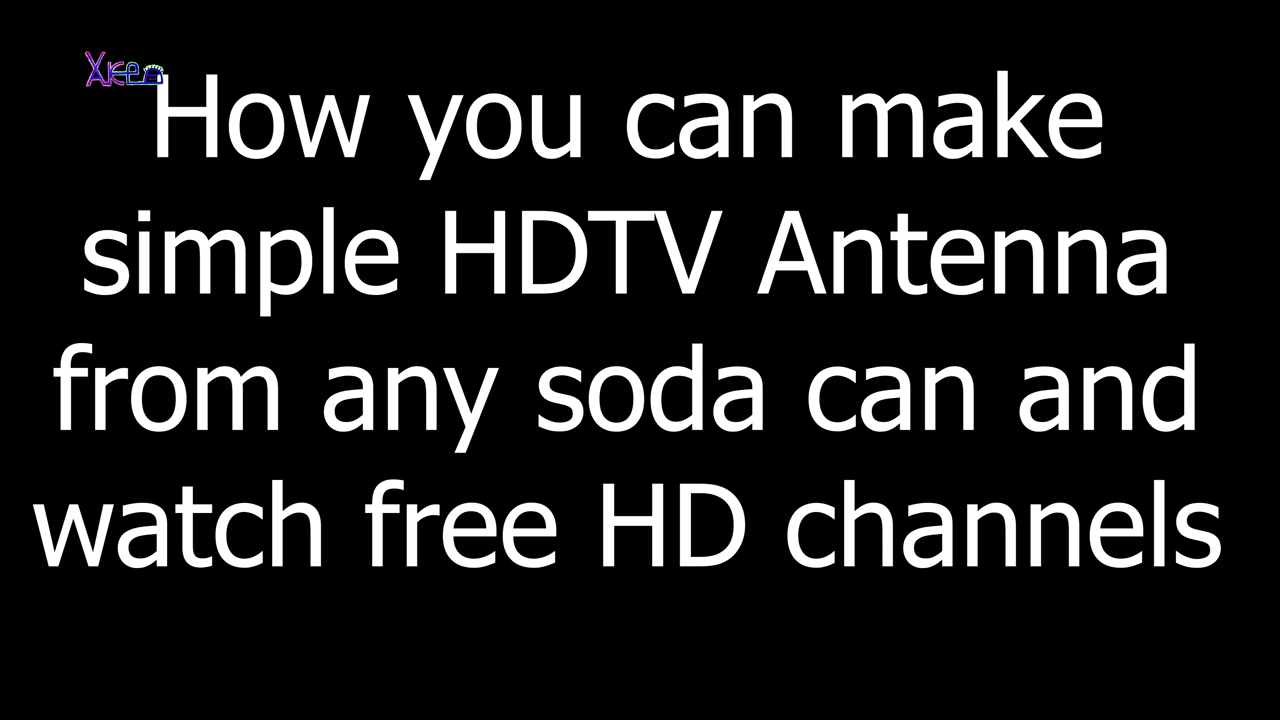 How you can make
simple HDTV Antenna
from any soda can and
watch free HD channels